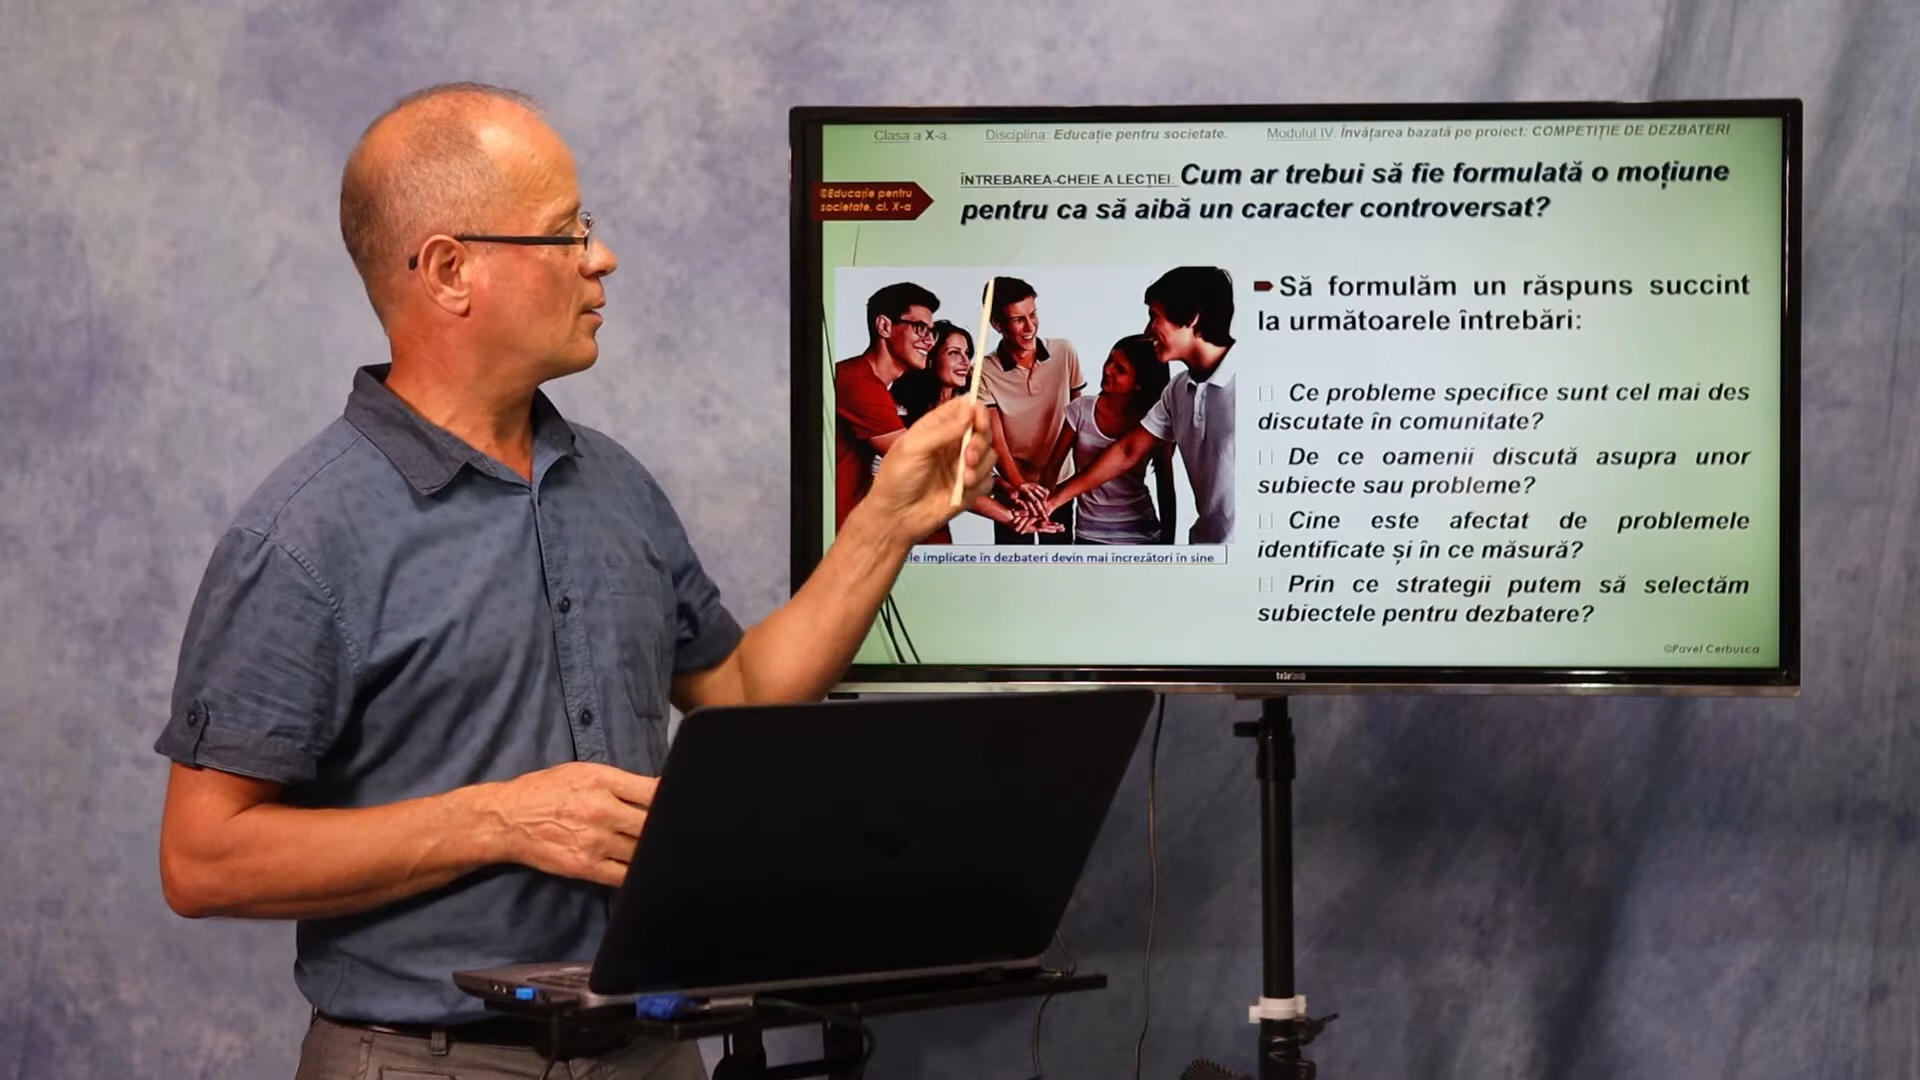 Clasa a X-a. Disciplina: Educație pentru societate. Modulul IV. Învățarea bazată pe proiect: COMPETIȚIE DE DEZBATERI
©Educație pentru
societate, cl. X-a
ÎNTREBAREA-CHEIE A LECȚIEI: Cum ar trebui să fie formulată o moțiune
pentru ca să aibă un caracter controversat?
Să formulăm un răspuns succint
la următoarele întrebări:
Ce probleme specifice sunt cel mai des
discutate în comunitate?
De ce oamenii discută asupra unor
subiecte sau probleme?
Cine este afectat de problemele
identificate și în ce măsură?
Prin ce strategii putem să selectăm
subiectele pentru dezbatere?
implicate în dezbateri devin mai încrezători în sine
©Pavel Cerbusca